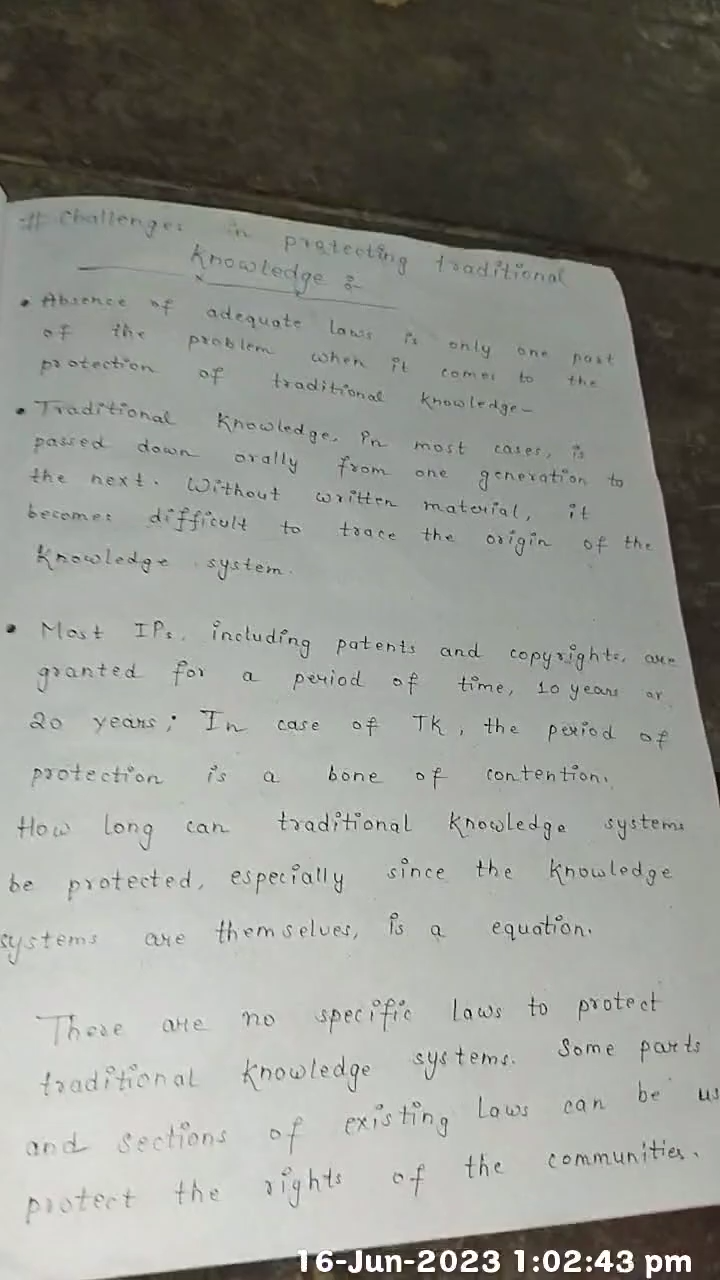 # Challenges in protecting traditional
Knowledge :-
• Absence of adequate laws is only one part
of the problem when it comes to the
protection of traditional knowledge-
• Traditional Knowledge, in most cases, is
passed down orally from one generation to
the next. Without written material, it
becomes difficult to trace the origin of the
Knowledge system.
• Most IPs, including patents and copyrights, are
granted for a period of time, 10 years or
20 years; In case of TK, the period of
protection is a bone of contention.
How long can traditional knowledge systems
be protected, especially since the knowledge
systems are themselves, is a equation.
There are no specific laws to protect
traditional knowledge systems. Some parts
and sections of existing laws can be us
protect the rights of the communities.
16-Jun-2023 1:02:43 pm